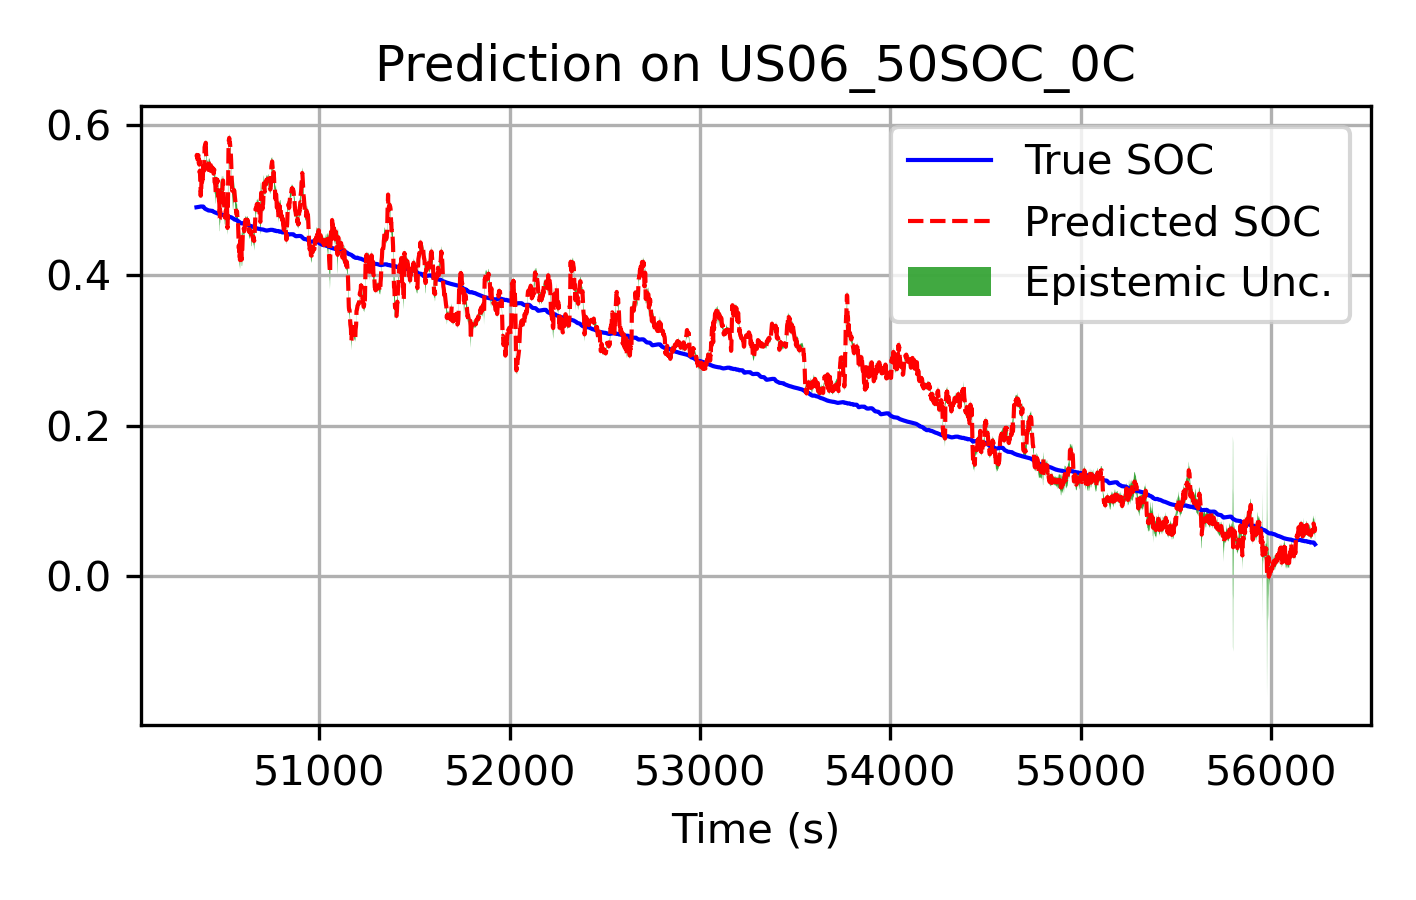 Prediction on US06_50SOC_0C
True SOC
Predicted SOC
Epistemic Unc.
0.6
0.4
0.2
0.0
51000 52000 53000 54000 55000 56000
Time (s)